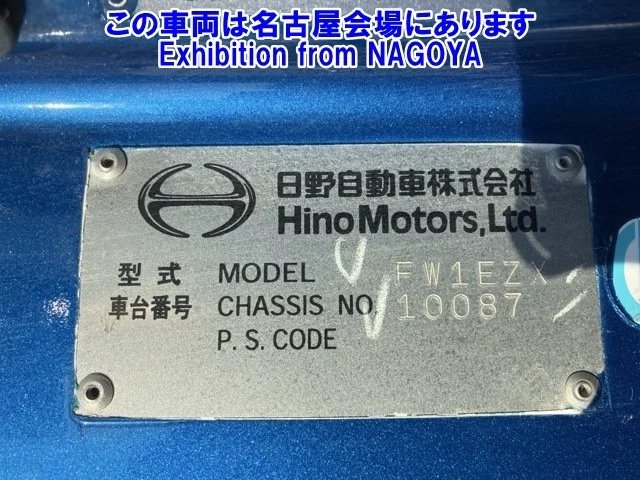 この車両は名古屋会場にあります
Exhibition from NAGOYA
日野自動車株式会社
Hino Motors, Ltd.
型式 MODEL FW1EZX
車台番号 CHASSIS NO. 10087
P. S. CODE